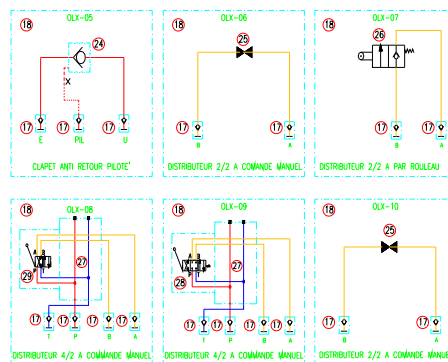 18 OLX-05
24
17 17 17
E PIL U
CLAPET ANTI RETOUR PILOTE'
18 OLX-06
25
17 17
B A
DISTRIBUTEUR 2/2 A COMANDE MANUEL
18 OLX-07
26
17 17
B A
DISTRIBUTEUR 2/2 A PAR ROULEAU
18 OLX-08
27
29
17 17 17 17
T P B A
DISTRIBUTEUR 4/2 A COMMANDE MANUEL
18 OLX-09
27
28
17 17 17 17
T P B A
DISTRIBUTEUR 4/2 A COMMANDE MANUEL
18 OLX-10
25
17 17
B A
DISTRIBUTEUR 2/2 A COMANDE MANUEL